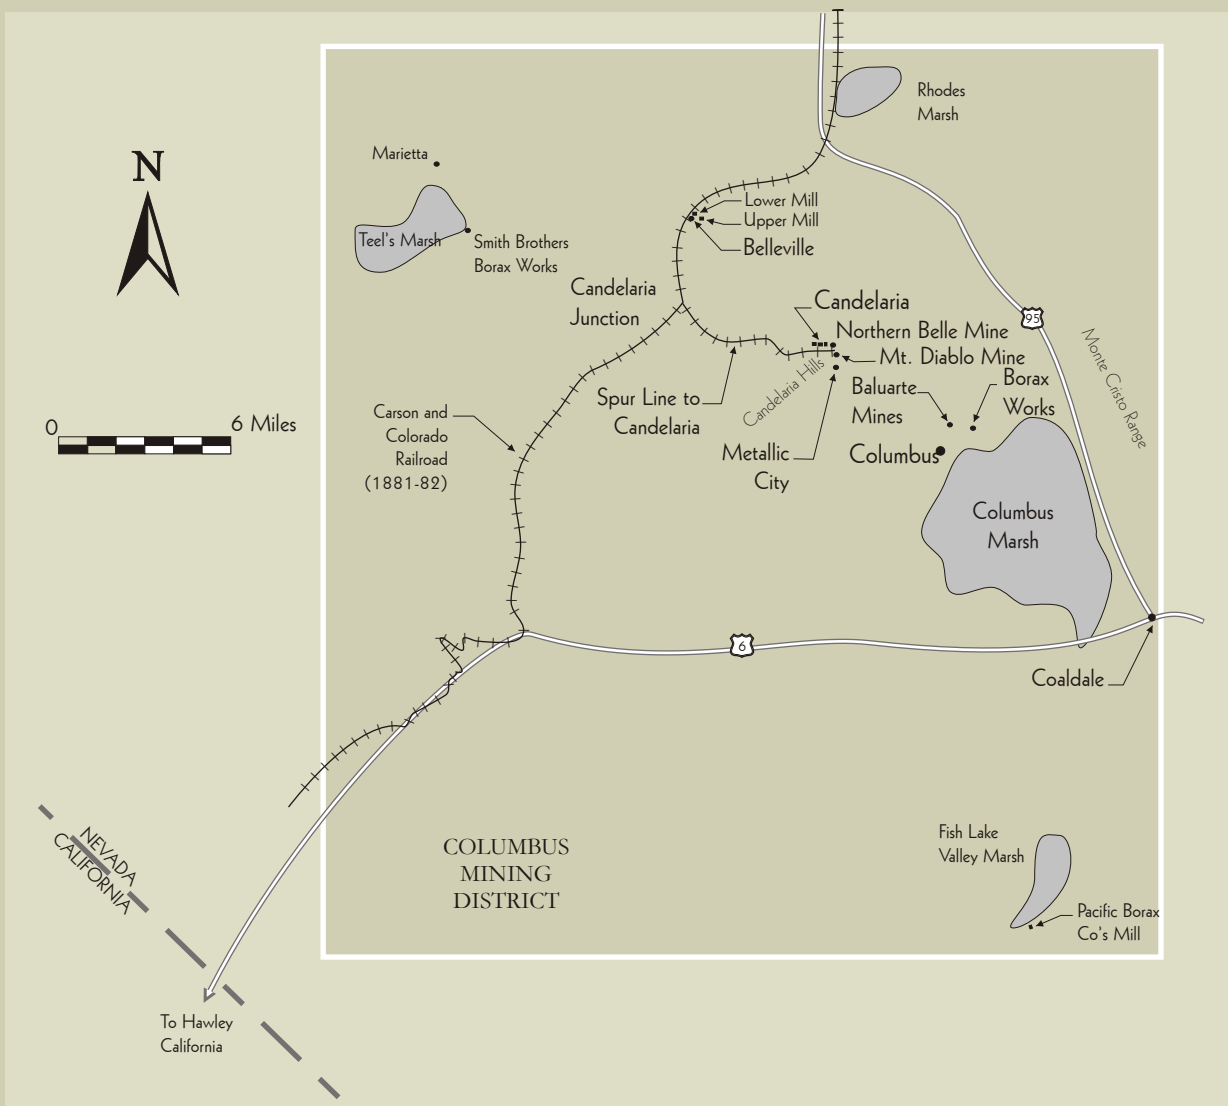 Rhodes
Marsh
Marietta
N
Lower Mill
Upper Mill
Belleville
Teel's Marsh
Smith Brothers
Borax Works
Candelaria
Junction
Candelaria
Northern Belle Mine
Mt. Diablo Mine
95
Monte Cristo Range
Candelaria Hills
Baluarte
Mines
Borax
Works
Spur Line to
Candelaria
Carson and
Colorado
Railroad
(1881-82)
0
6 Miles
Metallic
City
Columbus
Columbus
Marsh
6
Coaldale
NEVADA
CALIFORNIA
COLUMBUS
MINING
DISTRICT
Fish Lake
Valley Marsh
Pacific Borax
Co's Mill
To Hawley
California